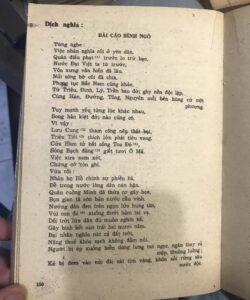 Dịch nghĩa :
BÀI CÁO BÌNH NGÔ
Từng nghe :
Việc nhân nghĩa cốt ở yên dân,
Quân điếu phạt trước lo trừ bạo,
Nước Đại Việt ta từ trước,
Vốn xưng văn hiến đã lâu.
Núi sông bờ cõi đã chia,
Phong tục Bắc Nam cũng khác.
Từ Triệu, Đinh, Lý, Trần bao đời gây nền độc lập,
Cùng Hán, Đường, Tống, Nguyên mỗi bên hùng cứ một
phương
Tuy mạnh yếu từng lúc khác nhau,
Song hào kiệt đời nào cũng có.
Vì vậy :
Lưu Cung tham công nên thất bại,
Triệu Tiết thích lớn phải tiêu vong.
Cửa Hàm tử bắt sống Toa Đô
Sông Bạch đằng giết tươi Ô Mã.
Việc xưa xem xét,
Chứng cớ còn ghi.
Vừa rồi :
Nhân họ Hồ chính sự phiền hà,
Để trong nước lòng dân oán hận.
Quân cuồng Minh đã thừa cơ gây họa,
Bọn gian tà còn bán nước cầu vinh.
Nướng dân đen trên ngọn lửa hung tàn,
Vùi con đỏ xuống dưới hầm tai vạ.
Dối trời lừa dân đủ muôn nghìn kế,
Gây binh kết oán trải hai mươi năm.
Bại nhân nghĩa nát cả đất trời,
Nặng thuế khóa sạch không đầm núi.
Người bị ép xuống biển dòng lưng mò ngọc, ngán thay cá
mập, thuồng luồng;
Kẻ bị đem vào núi đãi cát tìm vàng, khốn nỗi rừng sâu
nước độc.
150